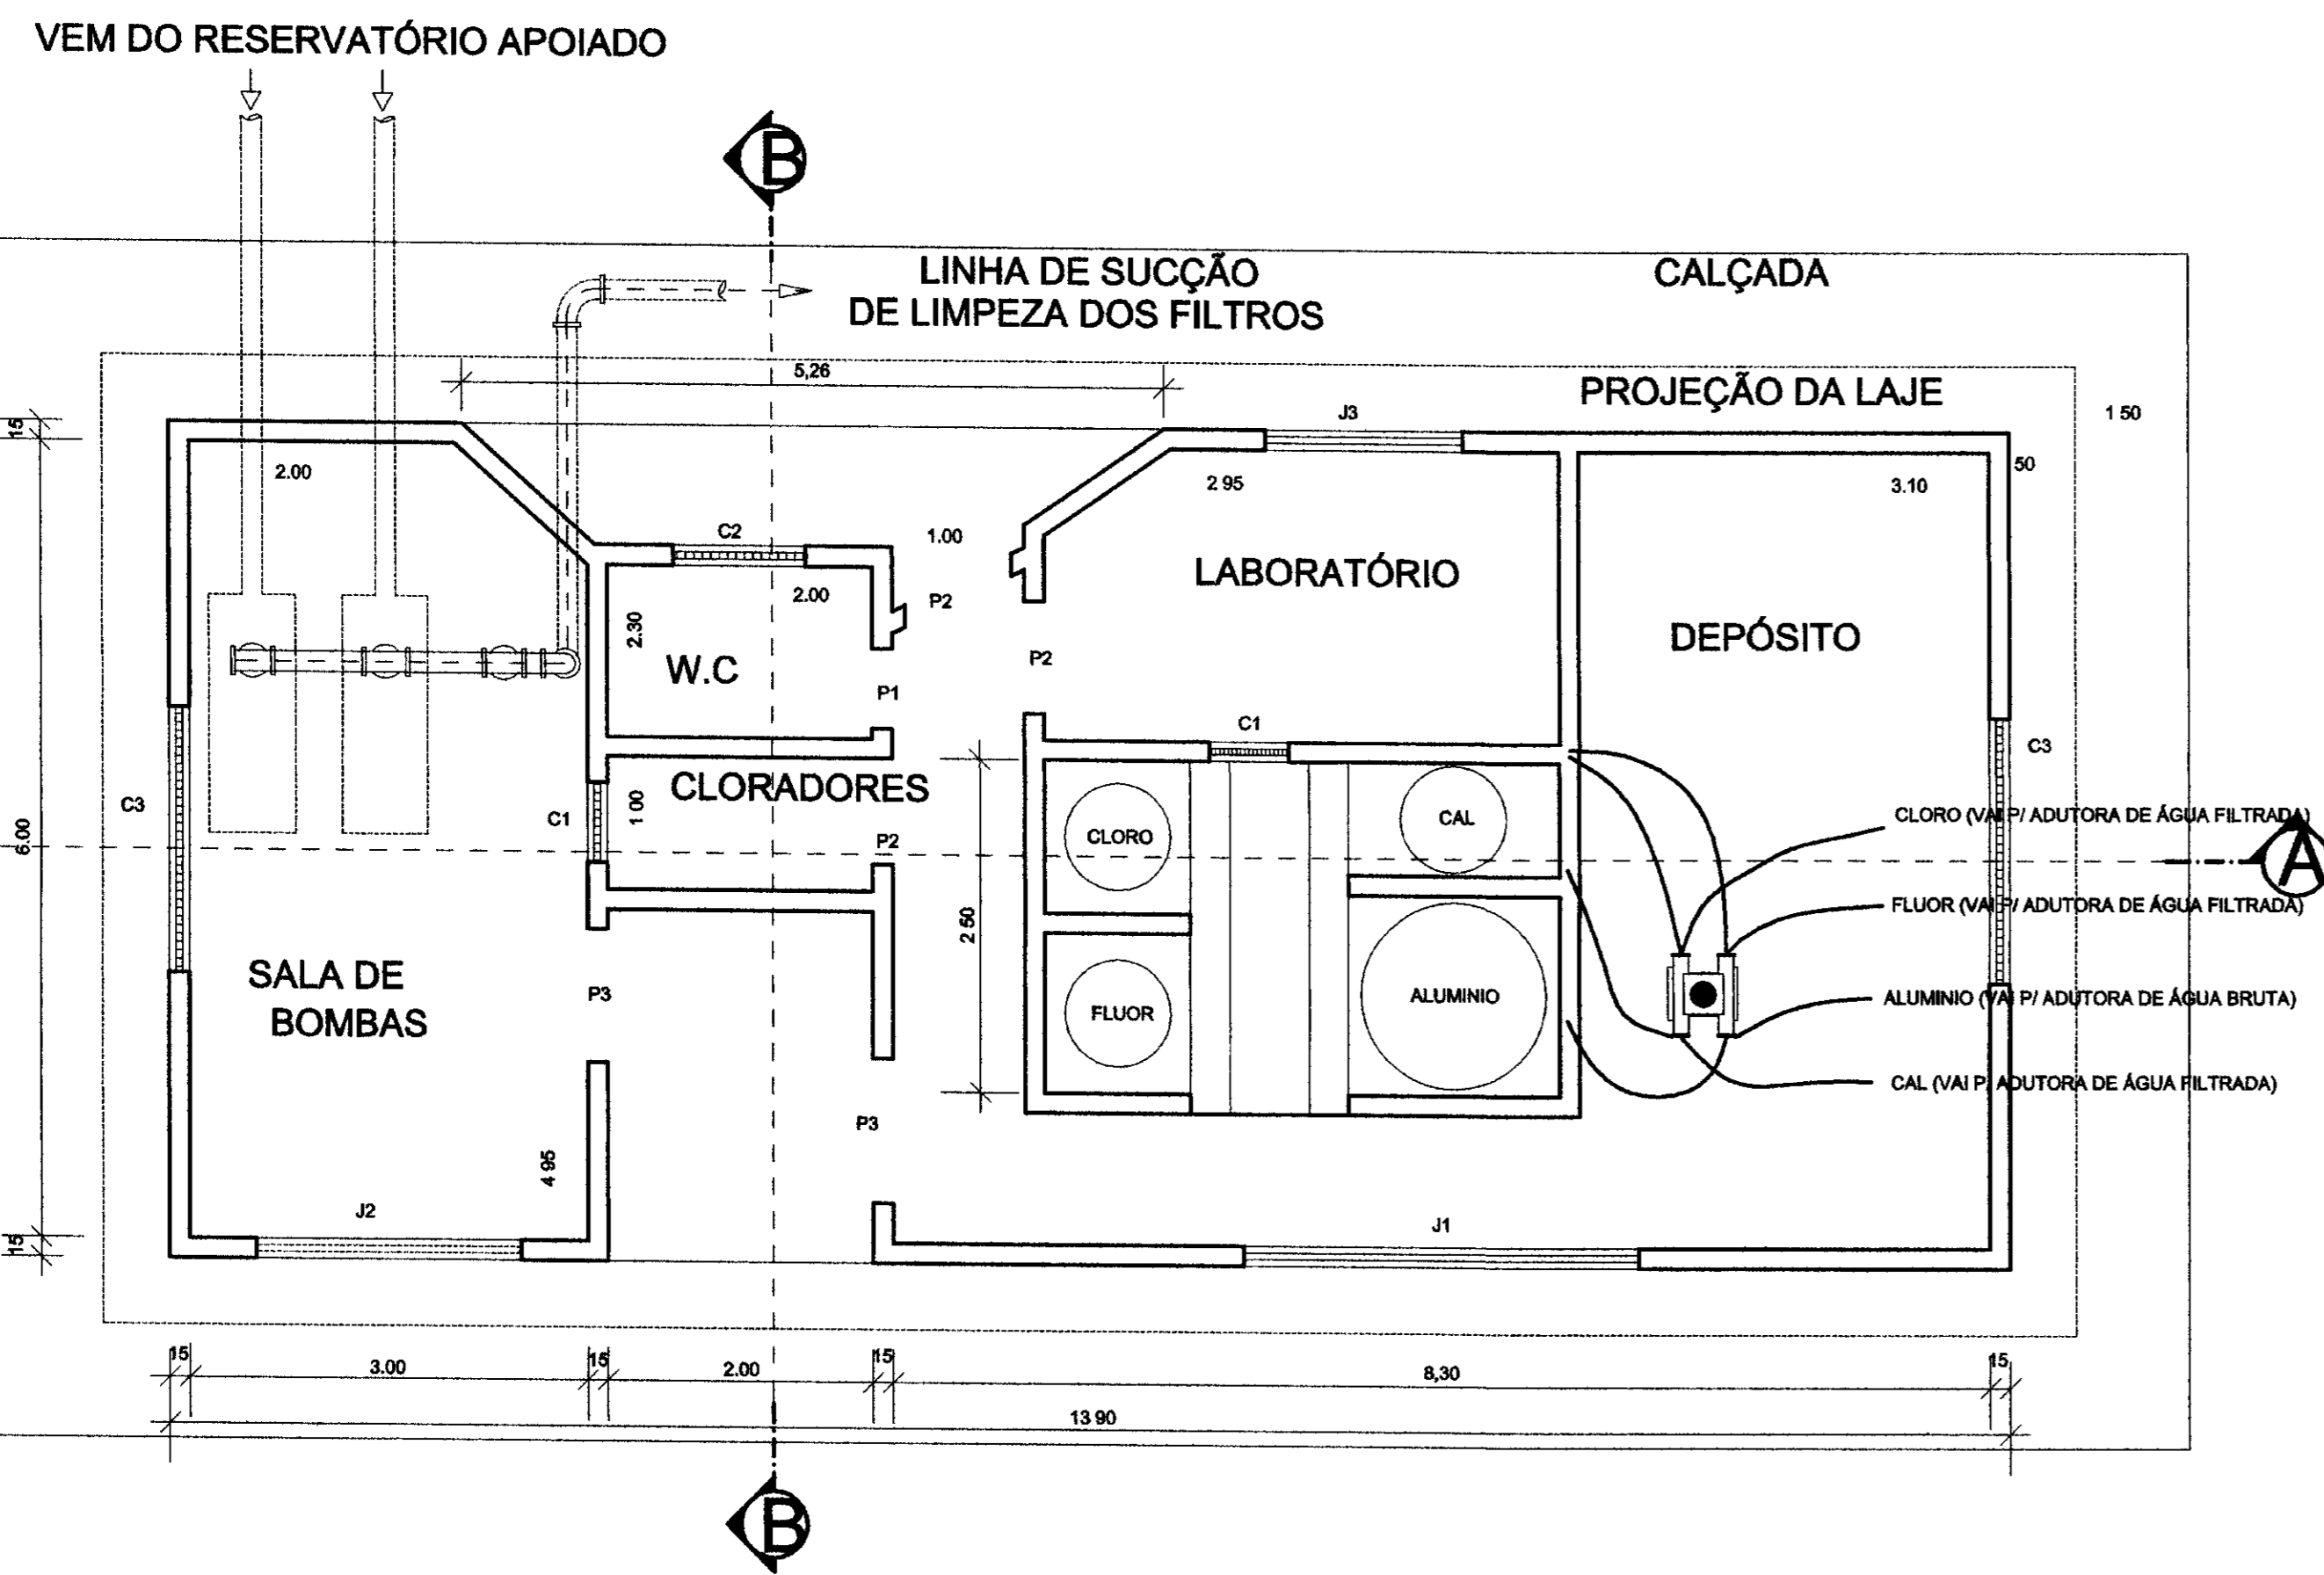 VEM DO RESERVATÓRIO APOIADO
B
LINHA DE SUCÇÃO
DE LIMPEZA DOS FILTROS
CALÇADA
5,26
PROJEÇÃO DA LAJE
J3
1 50
15
2.00
2 95
3.10
50
C2
1.00
LABORATÓRIO
2.00
P2
2.30
W.C
P2
DEPÓSITO
P1
C1
C3
CLORADORES
C3
C1
1 00
P2
CLORO
CAL
CLORO (VAI P/ ADUTORA DE ÁGUA FILTRADA)
6.00
A
2 50
FLUOR (VAI P/ ADUTORA DE ÁGUA FILTRADA)
SALA DE
BOMBAS
P3
FLUOR
ALUMINIO
ALUMINIO (VAI P/ ADUTORA DE ÁGUA BRUTA)
CAL (VAI P/ ADUTORA DE ÁGUA FILTRADA)
P3
4 95
J2
J1
15
15
3.00
15
2.00
15
8,30
15
13 90
B